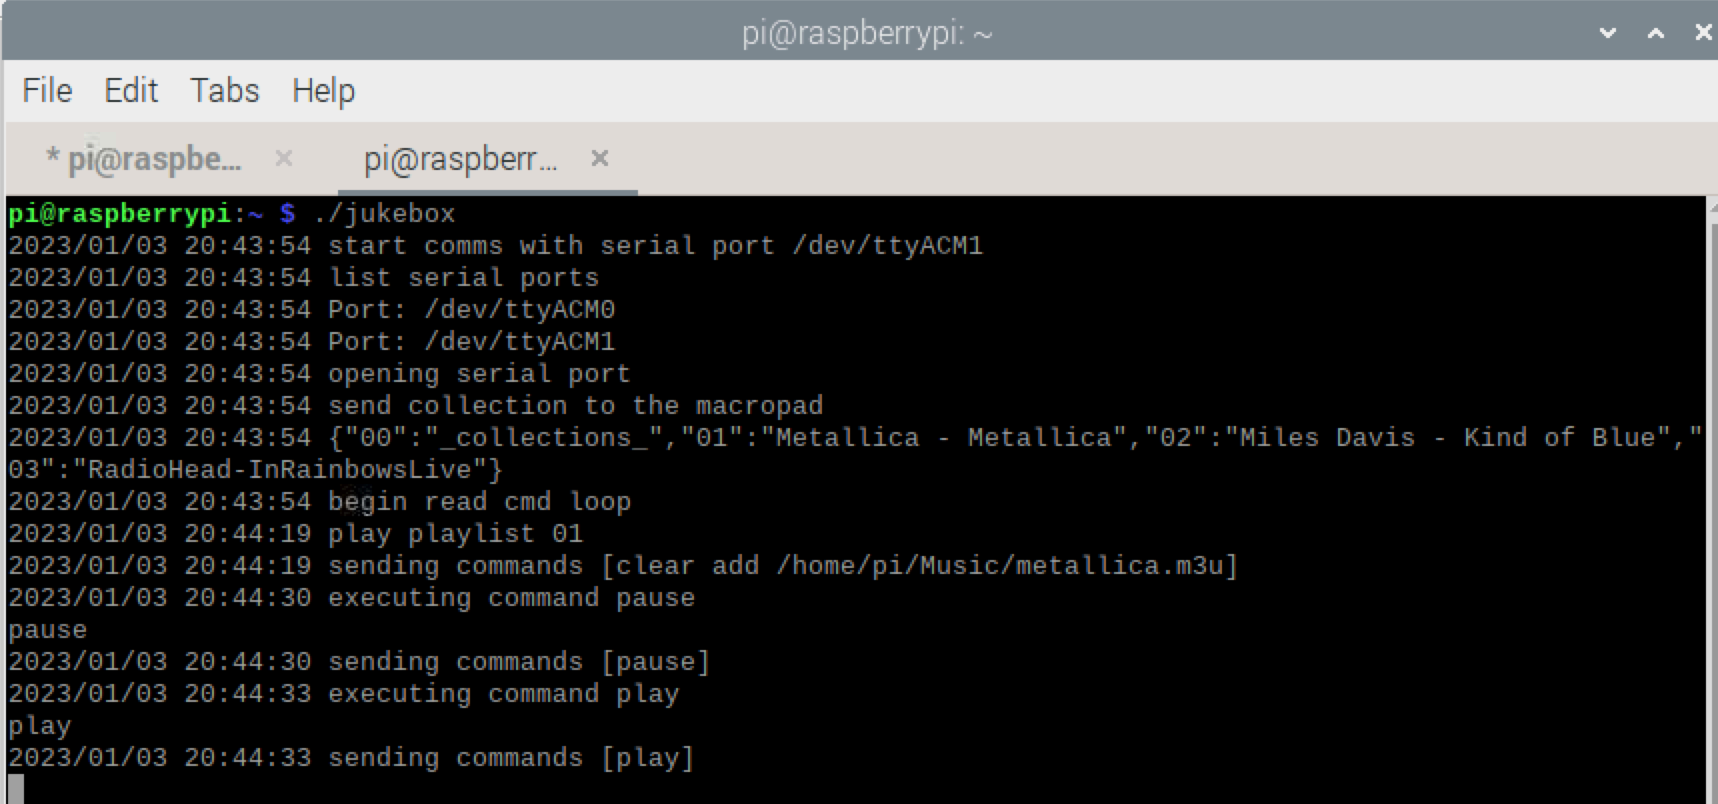 pi@raspberrypi: ~
File Edit Tabs Help
* pi@raspbe... × pi@raspberr... ×
pi@raspberrypi:~ $ ./jukebox
2023/01/03 20:43:54 start comms with serial port /dev/ttyACM1
2023/01/03 20:43:54 list serial ports
2023/01/03 20:43:54 Port: /dev/ttyACM0
2023/01/03 20:43:54 Port: /dev/ttyACM1
2023/01/03 20:43:54 opening serial port
2023/01/03 20:43:54 send collection to the macropad
2023/01/03 20:43:54 {"00":"_collections_","01":"Metallica - Metallica","02":"Miles Davis - Kind of Blue","
03":"RadioHead-InRainbowsLive"}
2023/01/03 20:43:54 begin read cmd loop
2023/01/03 20:44:19 play playlist 01
2023/01/03 20:44:19 sending commands [clear add /home/pi/Music/metallica.m3u]
2023/01/03 20:44:30 executing command pause
pause
2023/01/03 20:44:30 sending commands [pause]
2023/01/03 20:44:33 executing command play
play
2023/01/03 20:44:33 sending commands [play]